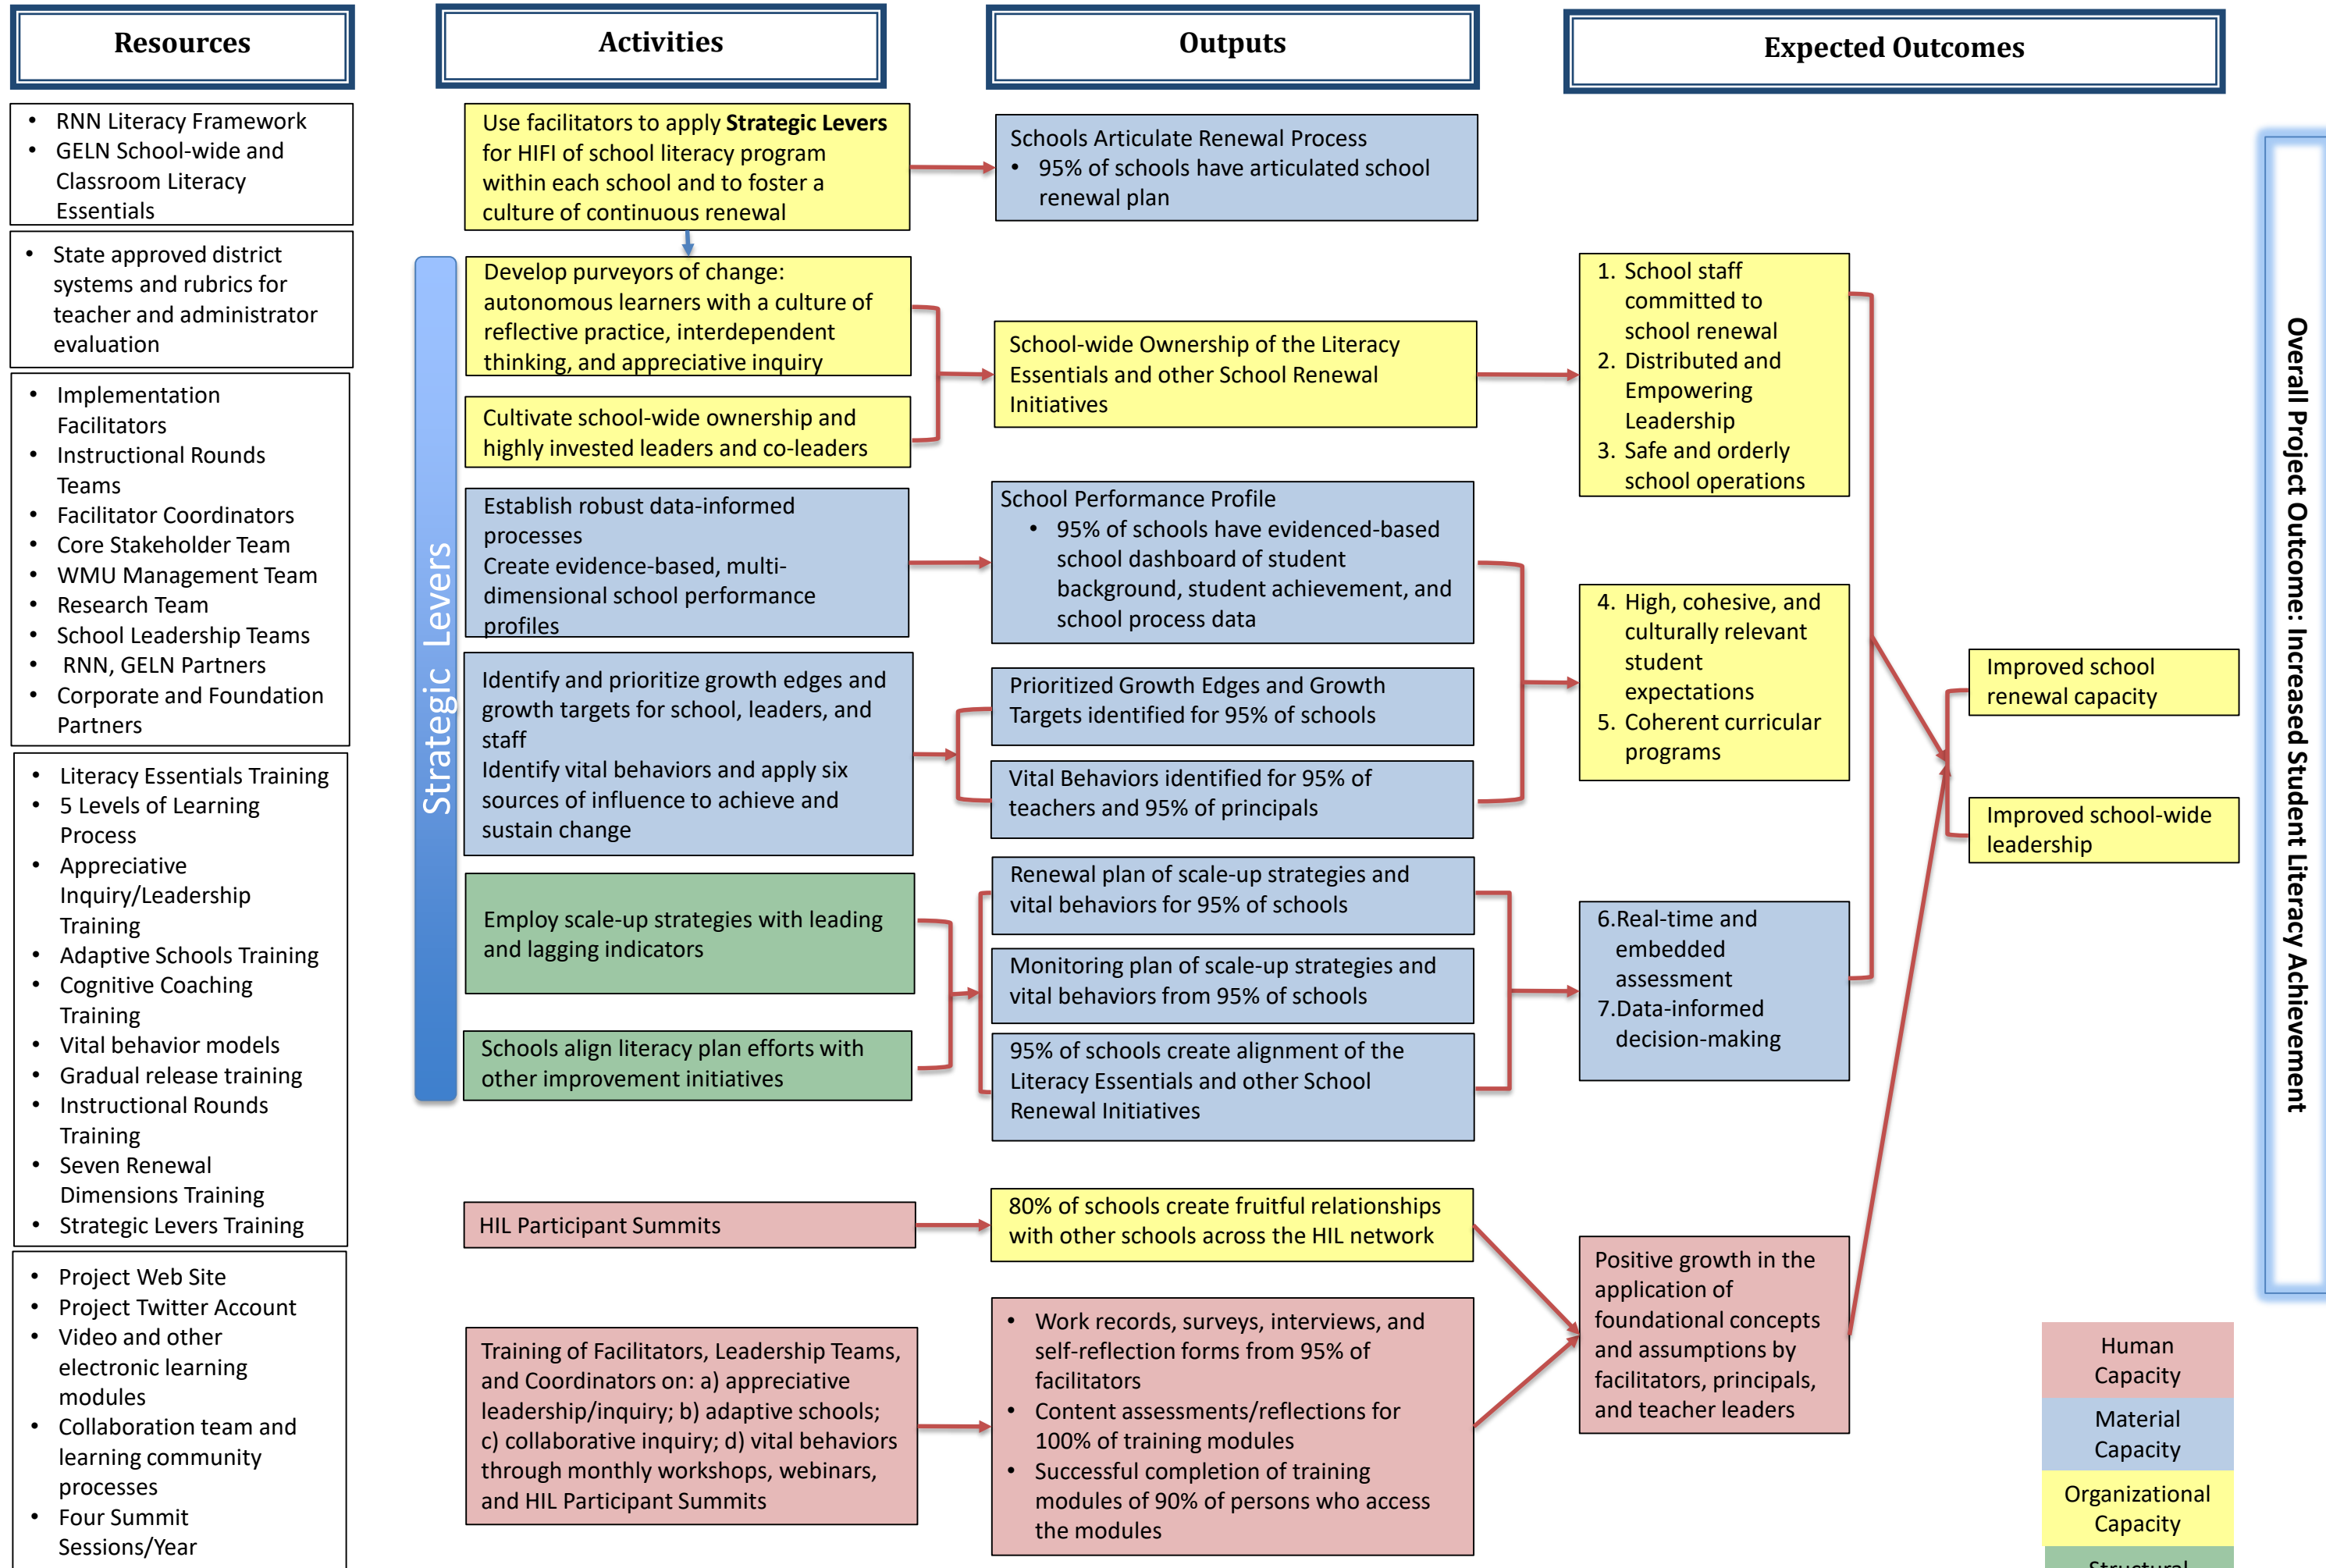 Resources
RNN Literacy Framework
GELN School-wide and
Classroom Literacy
Essentials
State approved district
systems and rubrics for
teacher and administrator
evaluation
Implementation
Facilitators
Instructional Rounds
Teams
Facilitator Coordinators
Core Stakeholder Team
WMU Management Team
Research Team
School Leadership Teams
RNN, GELN Partners
Corporate and Foundation
Partners
Literacy Essentials Training
5 Levels of Learning
Process
Appreciative
Inquiry/Leadership
Training
Adaptive Schools Training
Cognitive Coaching
Training
Vital behavior models
Gradual release training
Instructional Rounds
Training
Seven Renewal
Dimensions Training
Strategic Levers Training
Project Web Site
Project Twitter Account
Video and other
electronic learning
modules
Collaboration team and
learning community
processes
Four Summit
Sessions/Year
Activities
Use facilitators to apply Strategic Levers
for HIFI of school literacy program
within each school and to foster a
culture of continuous renewal
Strategic Levers
Develop purveyors of change:
autonomous learners with a culture of
reflective practice, interdependent
thinking, and appreciative inquiry
Cultivate school-wide ownership and
highly invested leaders and co-leaders
Establish robust data-informed
processes
Create evidence-based, multi-
dimensional school performance
profiles
Identify and prioritize growth edges and
growth targets for school, leaders, and
staff
Identify vital behaviors and apply six
sources of influence to achieve and
sustain change
Employ scale-up strategies with leading
and lagging indicators
Schools align literacy plan efforts with
other improvement initiatives
HIL Participant Summits
Training of Facilitators, Leadership Teams,
and Coordinators on: a) appreciative
leadership/inquiry; b) adaptive schools;
c) collaborative inquiry; d) vital behaviors
through monthly workshops, webinars,
and HIL Participant Summits
Outputs
Schools Articulate Renewal Process
95% of schools have articulated school
renewal plan
School-wide Ownership of the Literacy
Essentials and other School Renewal
Initiatives
School Performance Profile
95% of schools have evidenced-based
school dashboard of student
background, student achievement, and
school process data
Prioritized Growth Edges and Growth
Targets identified for 95% of schools
Vital Behaviors identified for 95% of
teachers and 95% of principals
Renewal plan of scale-up strategies and
vital behaviors for 95% of schools
Monitoring plan of scale-up strategies and
vital behaviors from 95% of schools
95% of schools create alignment of the
Literacy Essentials and other School
Renewal Initiatives
80% of schools create fruitful relationships
with other schools across the HIL network
Work records, surveys, interviews, and
self-reflection forms from 95% of
facilitators
Content assessments/reflections for
100% of training modules
Successful completion of training
modules of 90% of persons who access
the modules
Expected Outcomes
1. School staff
committed to
school renewal
2. Distributed and
Empowering
Leadership
3. Safe and orderly
school operations
4. High, cohesive, and
culturally relevant
student
expectations
5. Coherent curricular
programs
6.Real-time and
embedded
assessment
7.Data-informed
decision-making
Positive growth in the
application of
foundational concepts
and assumptions by
facilitators, principals,
and teacher leaders
Improved school
renewal capacity
Improved school-wide
leadership
Overall Project Outcome: Increased Student Literacy Achievement
Human
Capacity
Material
Capacity
Organizational
Capacity
Structural